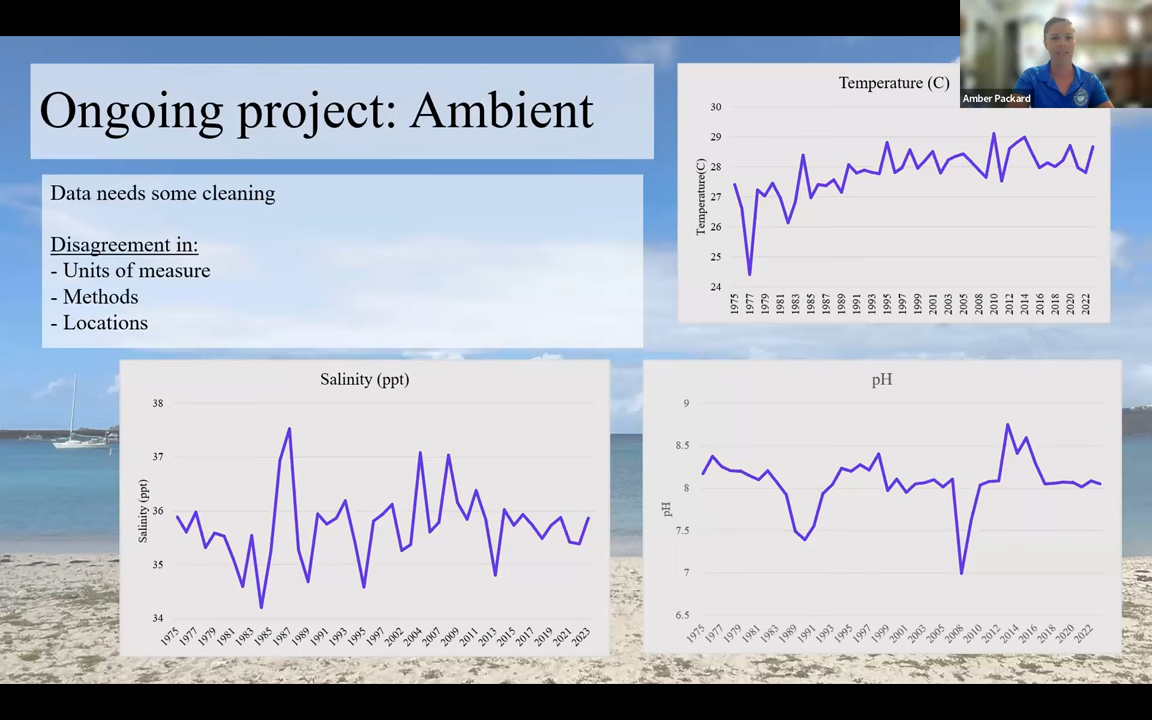 Ongoing project: Ambient
Data needs some cleaning
Disagreement in:
- Units of measure
- Methods
- Locations
Temperature (C)
Amber Packard
Temperature(C)
30
29
28
27
26
25
24
1975 1977 1979 1981 1983 1985 1987 1989 1991 1993 1995 1997 1999 2001 2003 2005 2008 2010 2012 2014 2016 2018 2020 2022
Salinity (ppt)
Salinity (ppt)
38
37
36
35
34
1975 1977 1979 1981 1983 1985 1987 1989 1991 1993 1995 1997 2002 2004 2007 2009 2011 2013 2015 2017 2019 2021 2023
pH
pH
9
8.5
8
7.5
7
6.5
1975 1977 1979 1981 1983 1989 1991 1993 1995 1997 1999 2001 2003 2005 2008 2010 2012 2014 2016 2018 2020 2022